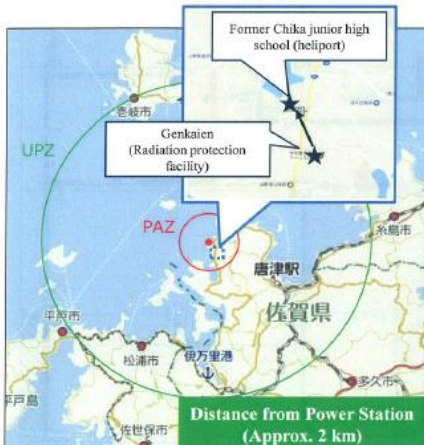 Former Chika junior high
school (heliport)
Genkaien
(Radiation protection
facility)
壱岐市
UPZ
PAZ
糸島市
唐津駅
佐賀県
平戸市
松浦市
伊万里港
多久市
平戸島
佐世保市
Distance from Power Station
(Approx. 2 km)